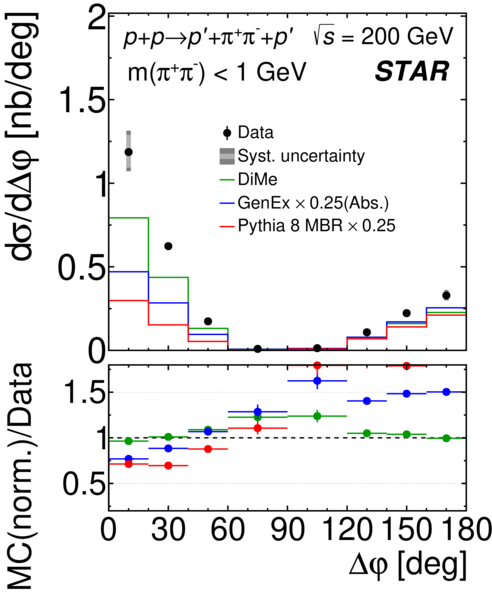 p+p→p′+π⁺π⁻+p′ √s = 200 GeV
m(π⁺π⁻) < 1 GeV STAR
dσ/dΔφ [nb/deg]
2
1.5
1
0.5
0
Data
Syst. uncertainty
DiMe
GenEx × 0.25(Abs.)
Pythia 8 MBR × 0.25
MC(norm.)/Data
1.5
1
0.5
0 30 60 90 120 150 180
Δφ [deg]